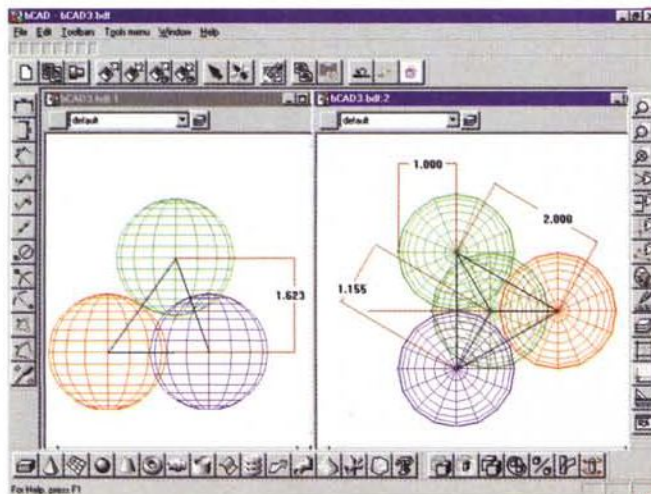 bCAD - bCAD3.bdf
File Edit Toolbars Tools menu Window Help
bCAD3.bdf:1
default
1.623
bCAD3.bdf:2
default
1.000
2.000
1.155
For Help, press F1